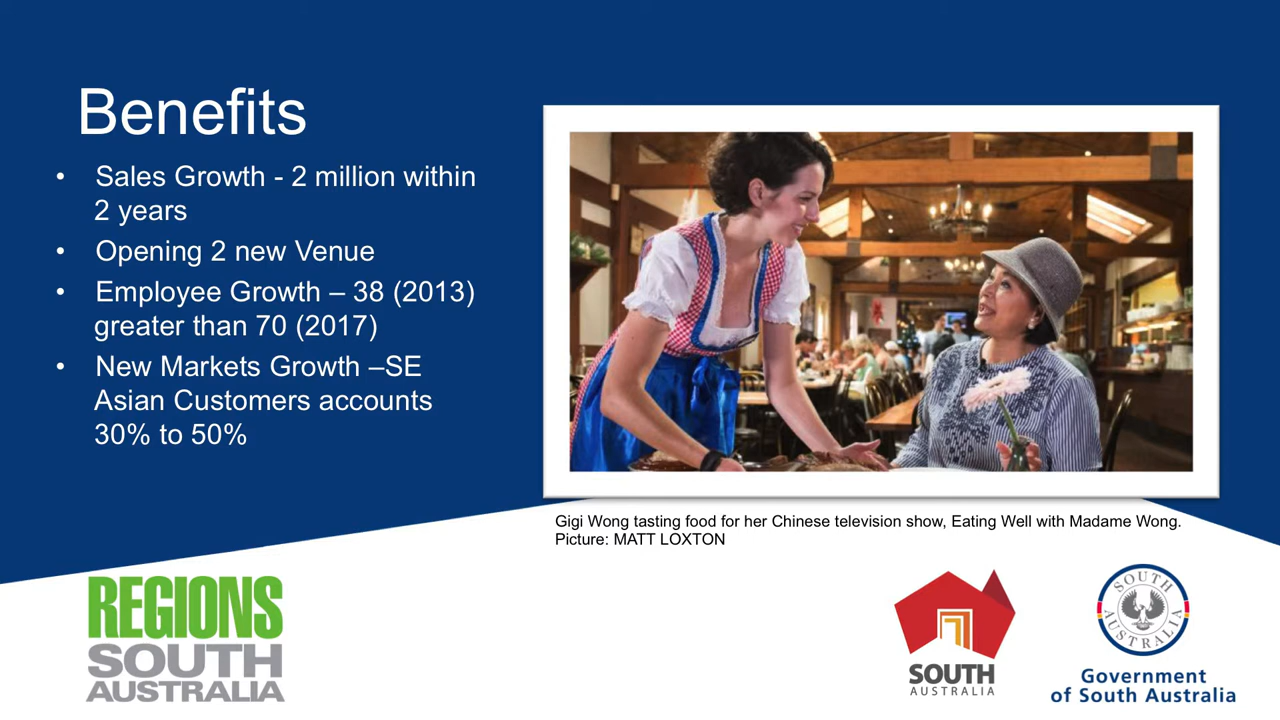 Benefits
• Sales Growth - 2 million within
2 years
• Opening 2 new Venue
• Employee Growth – 38 (2013)
greater than 70 (2017)
• New Markets Growth –SE
Asian Customers accounts
30% to 50%
Gigi Wong tasting food for her Chinese television show, Eating Well with Madame Wong.
Picture: MATT LOXTON
REGIONS
SOUTH
AUSTRALIA
SOUTH
AUSTRALIA
SOUTH
AUSTRALIA
Government
of South Australia